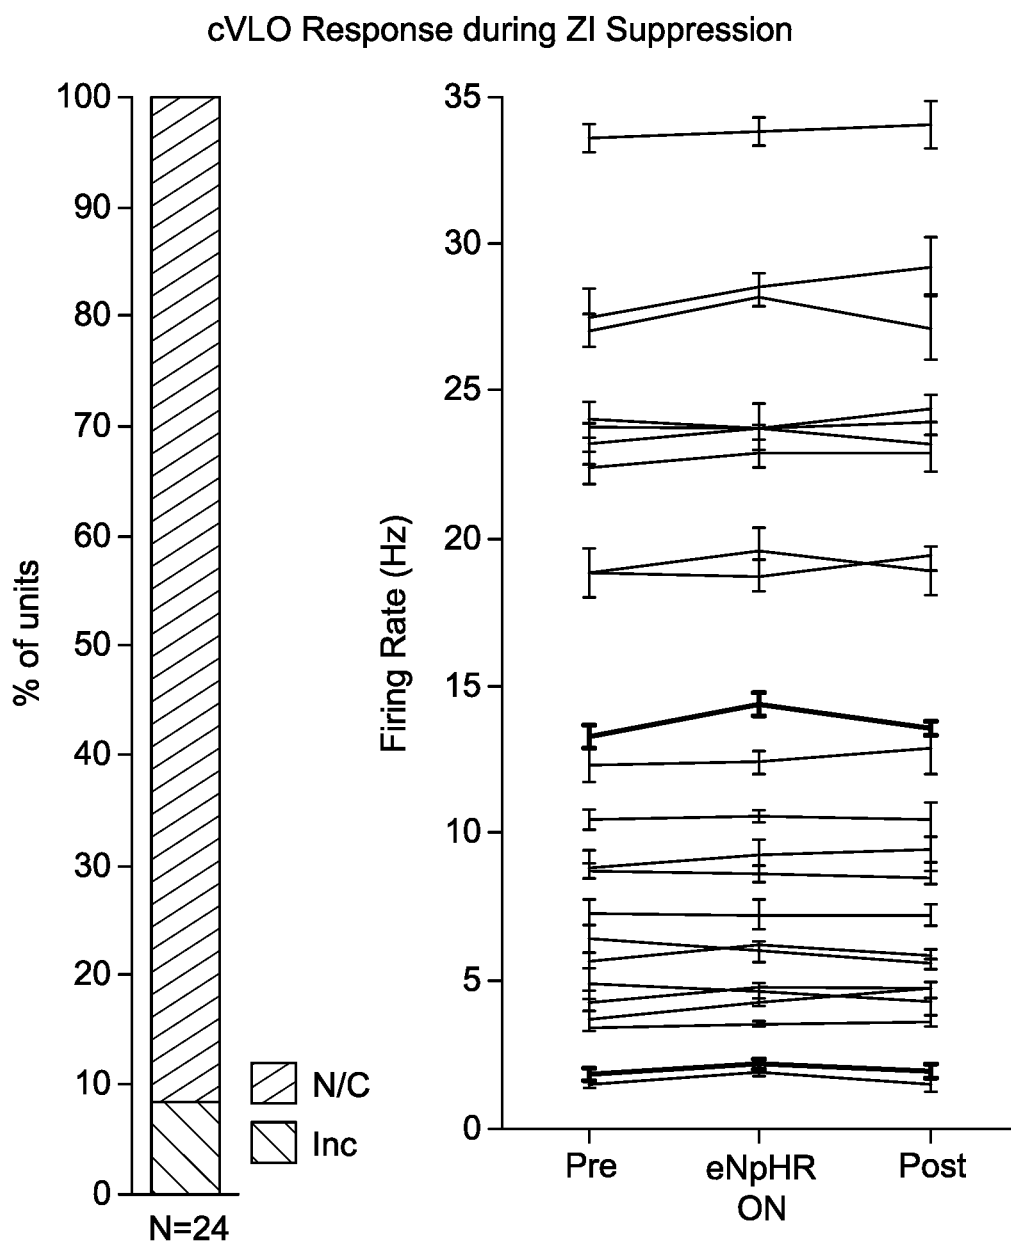 cVLO Response during ZI Suppression
100
90
80
70
60
50
40
30
20
10
0
% of units
N=24
N/C
Inc
35
30
25
20
15
10
5
0
Firing Rate (Hz)
Pre
eNpHR
ON
Post